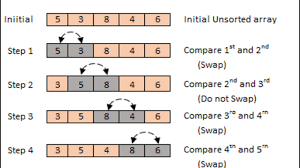 Iniitial 5 3 8 4 6 Initial Unsorted array
Step 1 5 3 8 4 6 Compare 1st and 2nd
(Swap)
Step 2 3 5 8 4 6 Compare 2nd and 3rd
(Do not Swap)
Step 3 3 5 8 4 6 Compare 3rd and 4th
(Swap)
Step 4 3 5 4 8 6 Compare 4th and 5th
(Swap)